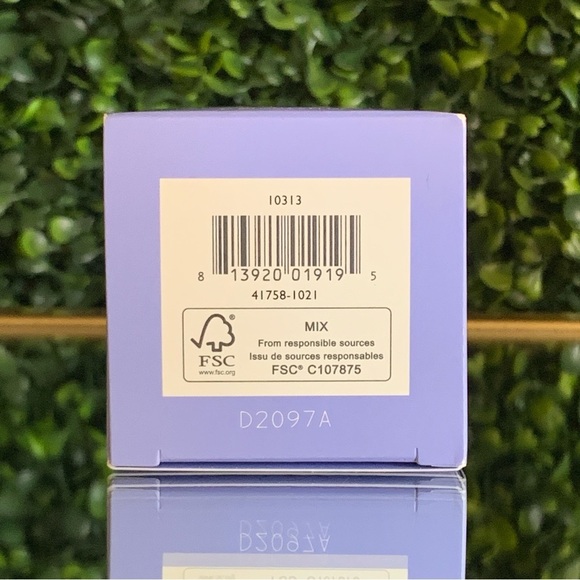 10313
8 13920 01919 5
41758-1021
FSC®
www.fsc.org
MIX
From responsible sources
Issu de sources responsables
FSC® C107875
D2097A
D2097A